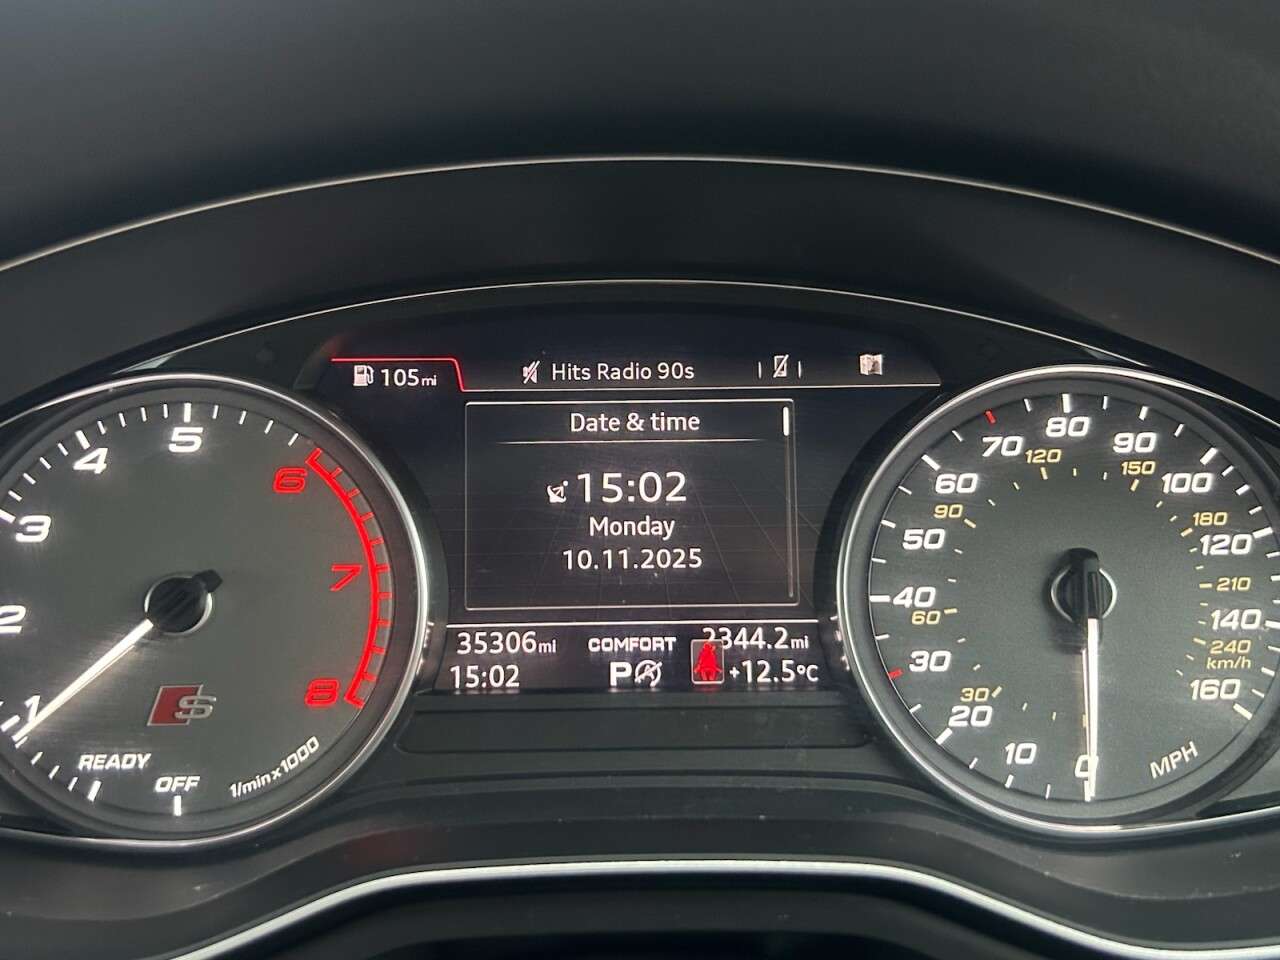 105mi Hits Radio 90s
Date & time
15:02
Monday
10.11.2025
35306mi COMFORT 2344.2mi
15:02 P +12.5°C
1 2 3 4 5 6 7 8
READY
OFF
1/min x 1000
S
0 10 20 30 40 50 60 70 80 90 100 120 140 160
30 60 90 120 150 180 210 240
km/h
MPH